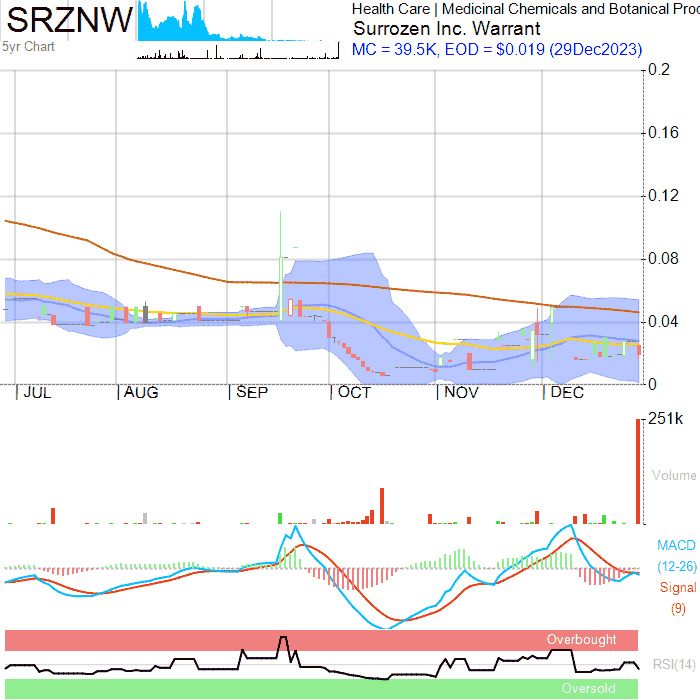 SRZNW
5yr Chart
Health Care | Medicinal Chemicals and Botanical Proc
Surrozen Inc. Warrant
MC = 39.5K, EOD = $0.019 (29Dec2023)
0.2
0.16
0.12
0.08
0.04
0
|JUL |AUG |SEP |OCT |NOV |DEC
251k
Volume
MACD
(12-26)
Signal
(9)
Overbought
RSI(14)
Oversold